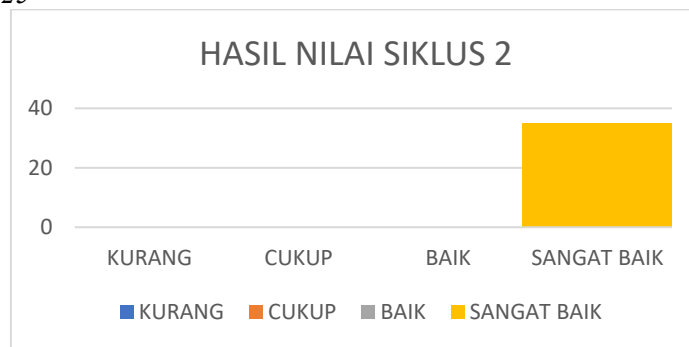 HASIL NILAI SIKLUS 2
40
20
0
KURANG CUKUP BAIK SANGAT BAIK
KURANG CUKUP BAIK SANGAT BAIK